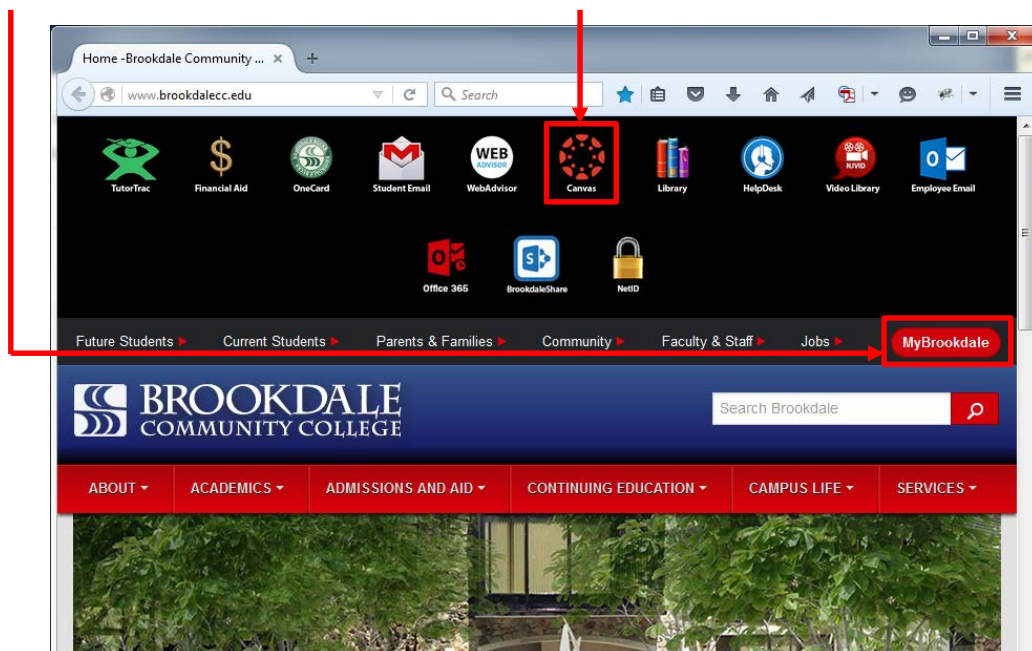 Home -Brookdale Community ...
www.brookdalecc.edu
Search
WEB
ADVISOR
NJVID
TutorTrac
Financial Aid
OneCard
Student Email
WebAdvisor
Canvas
Library
HelpDesk
Video Library
Employee Email
Office 365
BrookdaleShare
NetID
Future Students
Current Students
Parents & Families
Community
Faculty & Staff
Jobs
MyBrookdale
BROOKDALE
COMMUNITY COLLEGE
Search Brookdale
ABOUT
ACADEMICS
ADMISSIONS AND AID
CONTINUING EDUCATION
CAMPUS LIFE
SERVICES